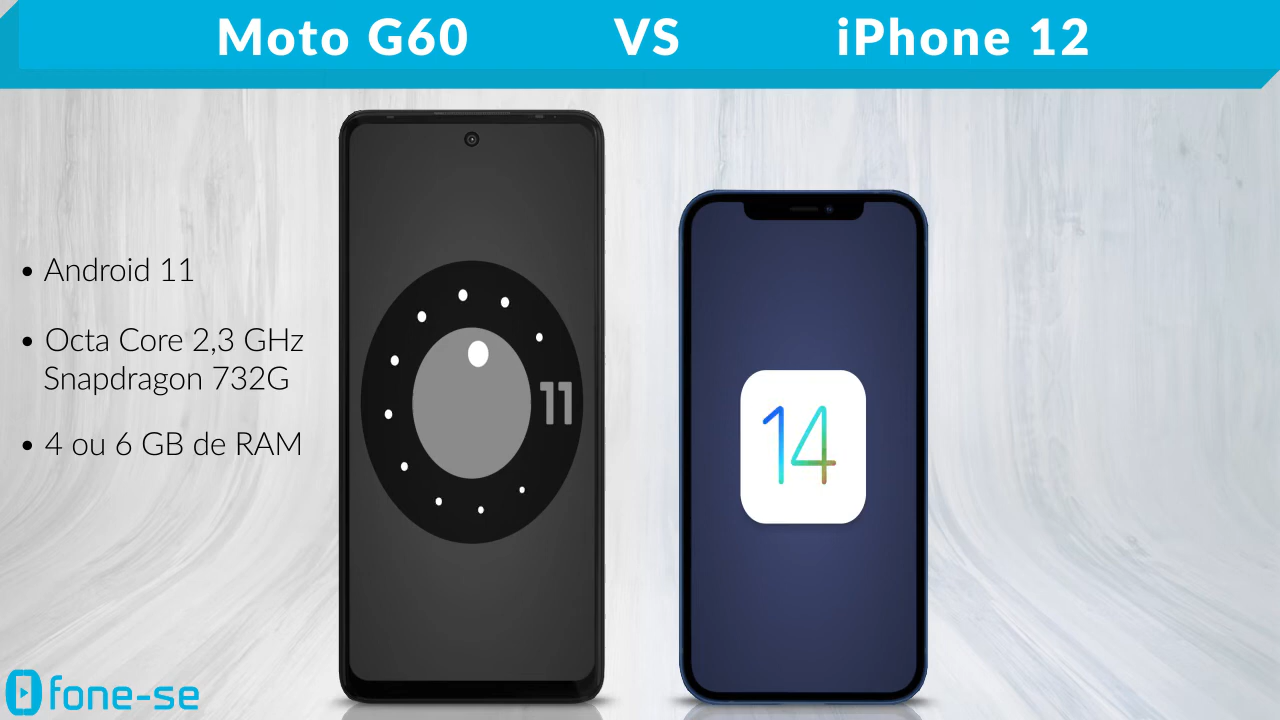 Moto G60 VS iPhone 12
• Android 11
• Octa Core 2,3 GHz
Snapdragon 732G
• 4 ou 6 GB de RAM
11
14
fone-se